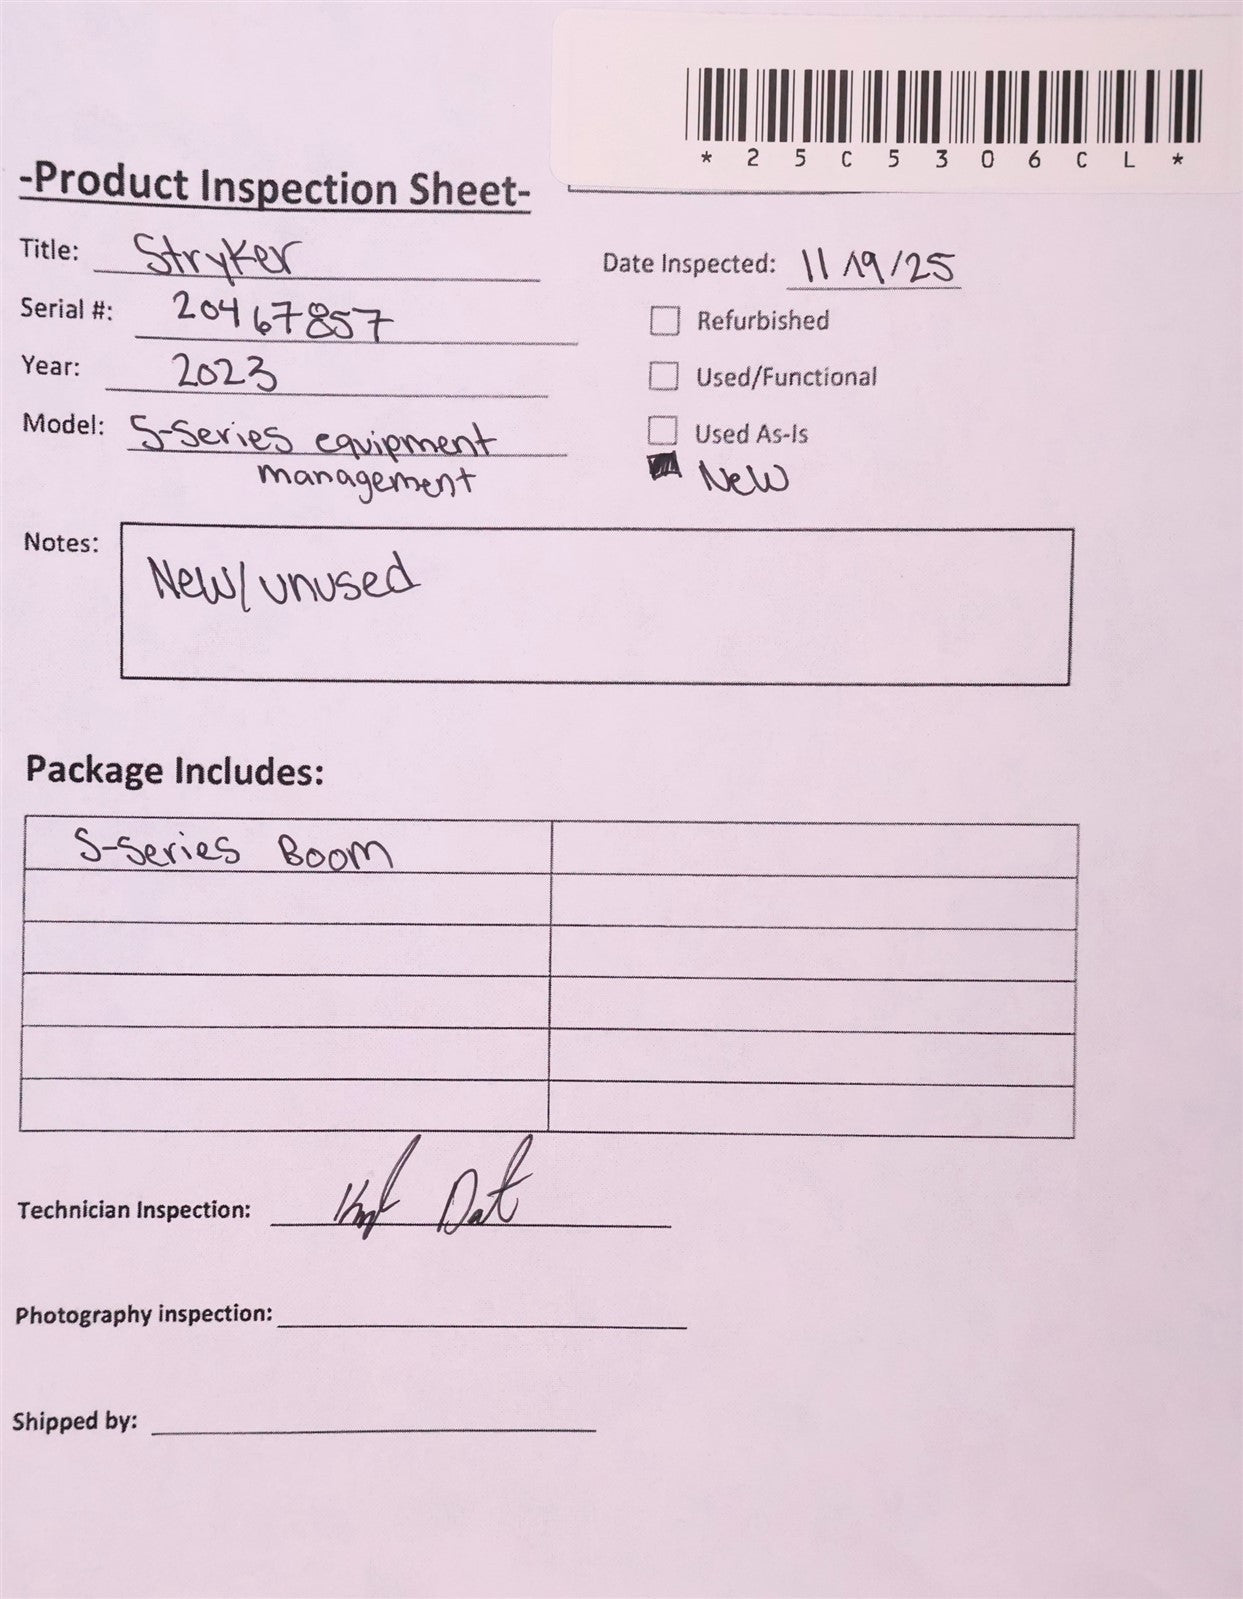 * 2 5 C 5 3 0 6 C L *
-Product Inspection Sheet-
Title: Stryker
Date Inspected: 11/19/25
Serial #: 20467857
Refurbished
Year: 2023
Used/Functional
Model: S-Series equipment
management
Used As-Is
New
Notes: New/unused
Package Includes:
S-Series Boom
Technician Inspection:
Photography inspection:
Shipped by: